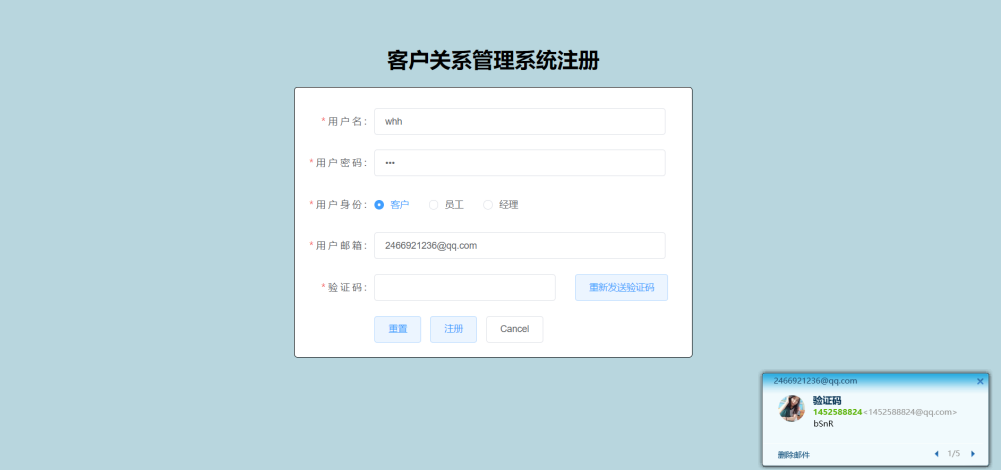 客户关系管理系统注册
* 用户名: whh
* 用户密码: •••
* 用户身份: 客户 员工 经理
* 用户邮箱: 2466921236@qq.com
* 验证码: 重新发送验证码
重置 注册 Cancel
2466921236@qq.com
验证码
1452588824<1452588824@qq.com>
bSnR
删除邮件 1/5